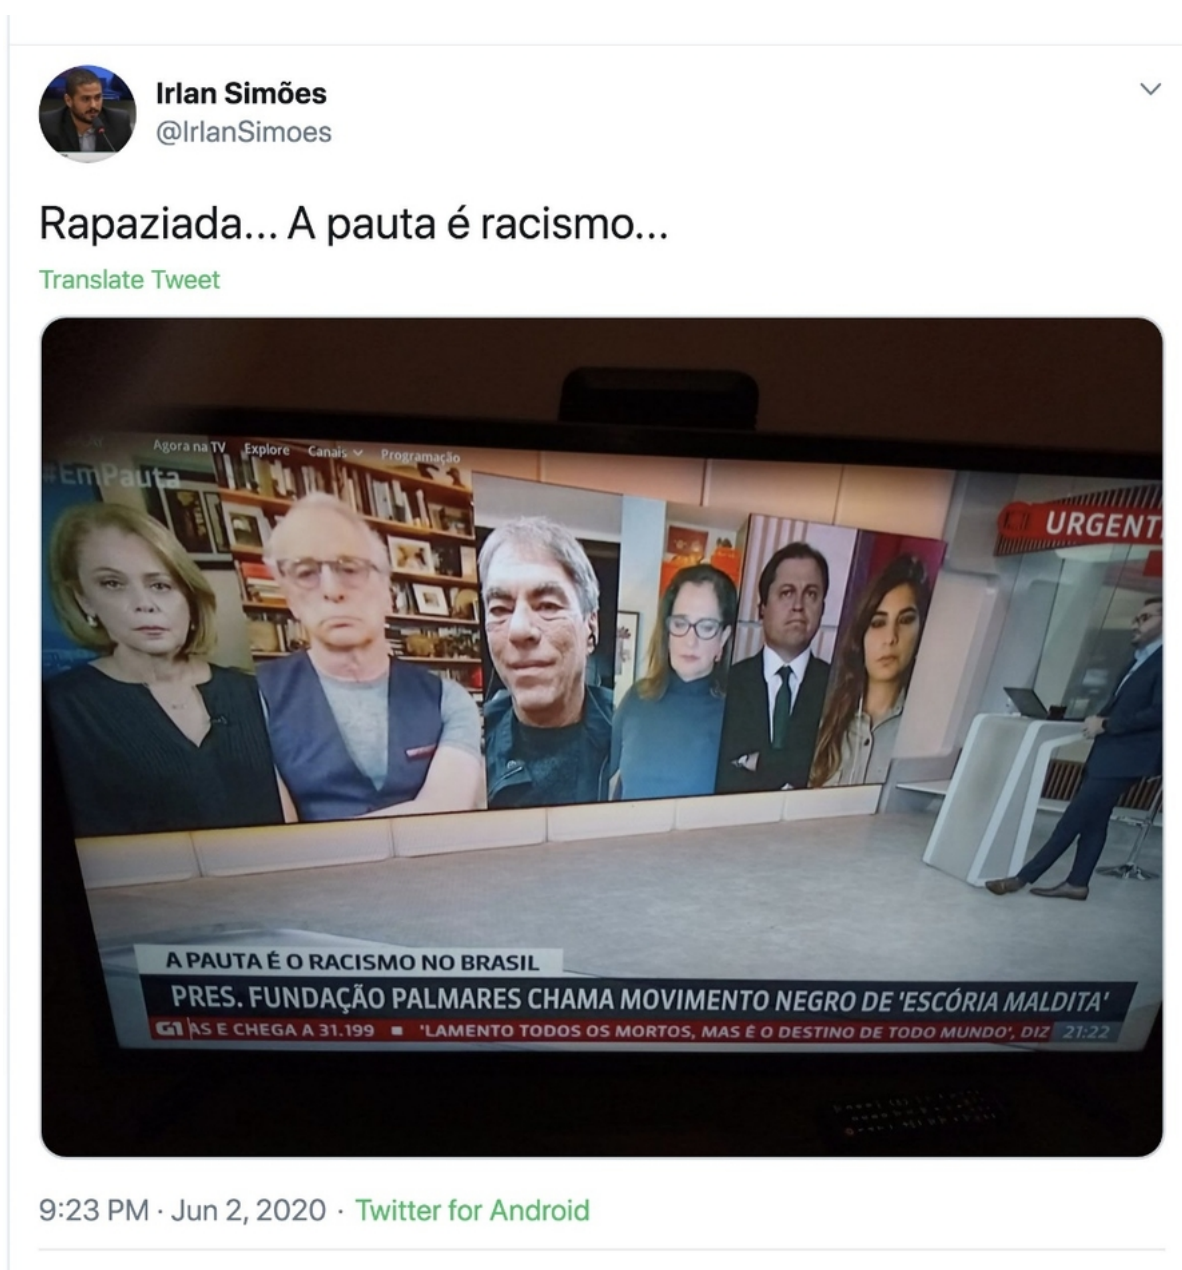 Irlan Simões
@IrlanSimoes
Rapaziada... A pauta é racismo...
Translate Tweet
Agora na TV Explore Canais Programação
#EmPauta
URGENT
A PAUTA É O RACISMO NO BRASIL
PRES. FUNDAÇÃO PALMARES CHAMA MOVIMENTO NEGRO DE 'ESCÓRIA MALDITA'
G1 AS E CHEGA A 31.199 ■ 'LAMENTO TODOS OS MORTOS, MAS É O DESTINO DE TODO MUNDO', DIZ 21:22
9:23 PM · Jun 2, 2020 · Twitter for Android